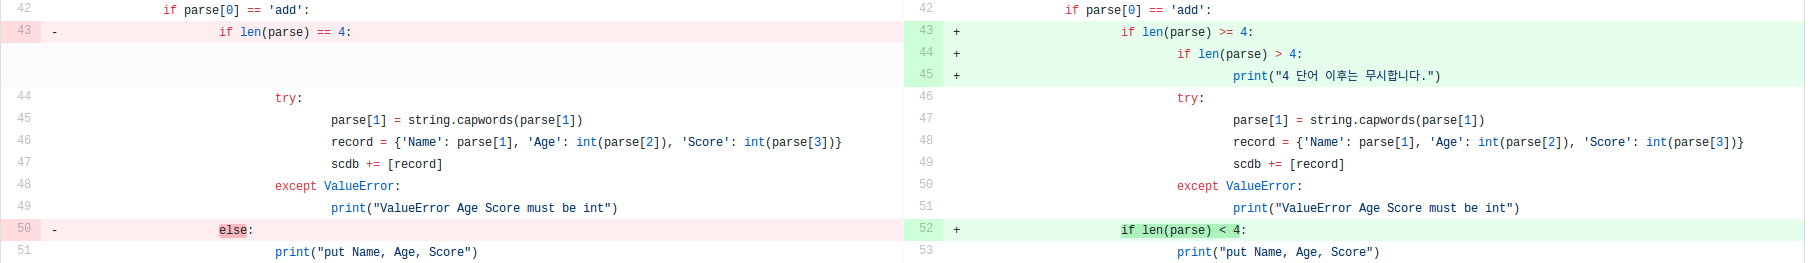 42 if parse[0] == 'add':
43 - if len(parse) == 4:
44 try:
45 parse[1] = string.capwords(parse[1])
46 record = {'Name': parse[1], 'Age': int(parse[2]), 'Score': int(parse[3])}
47 scdb += [record]
48 except ValueError:
49 print("ValueError Age Score must be int")
50 - else:
51 print("put Name, Age, Score")
42 if parse[0] == 'add':
43 + if len(parse) >= 4:
44 + if len(parse) > 4:
45 + print("4 단어 이후는 무시합니다.")
46 try:
47 parse[1] = string.capwords(parse[1])
48 record = {'Name': parse[1], 'Age': int(parse[2]), 'Score': int(parse[3])}
49 scdb += [record]
50 except ValueError:
51 print("ValueError Age Score must be int")
52 + if len(parse) < 4:
53 print("put Name, Age, Score")